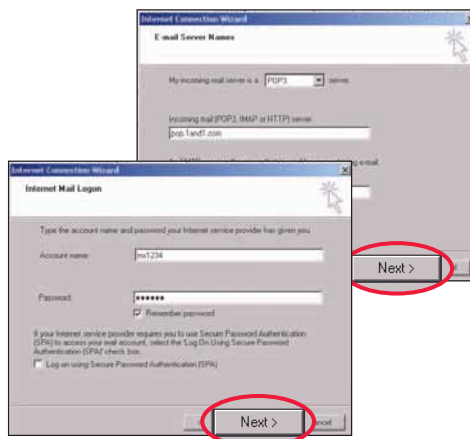 Internet Connection Wizard
E-mail Server Names
My incoming mail server is a POP3 server.
Incoming mail (POP3, IMAP or HTTP) server:
pop.1and1.com
e-mail.
Next >
Internet Connection Wizard
Internet Mail Logon
Type the account name and password your Internet service provider has given you.
Account name:
Password:
••••••
Remember password
If your Internet service provider requires you to use Secure Password Authentication
(SPA) to access your mail account, select the 'Log On Using Secure Password
Authentication (SPA)' check box.
Log on using Secure Password Authentication (SPA)
Next >
ncel